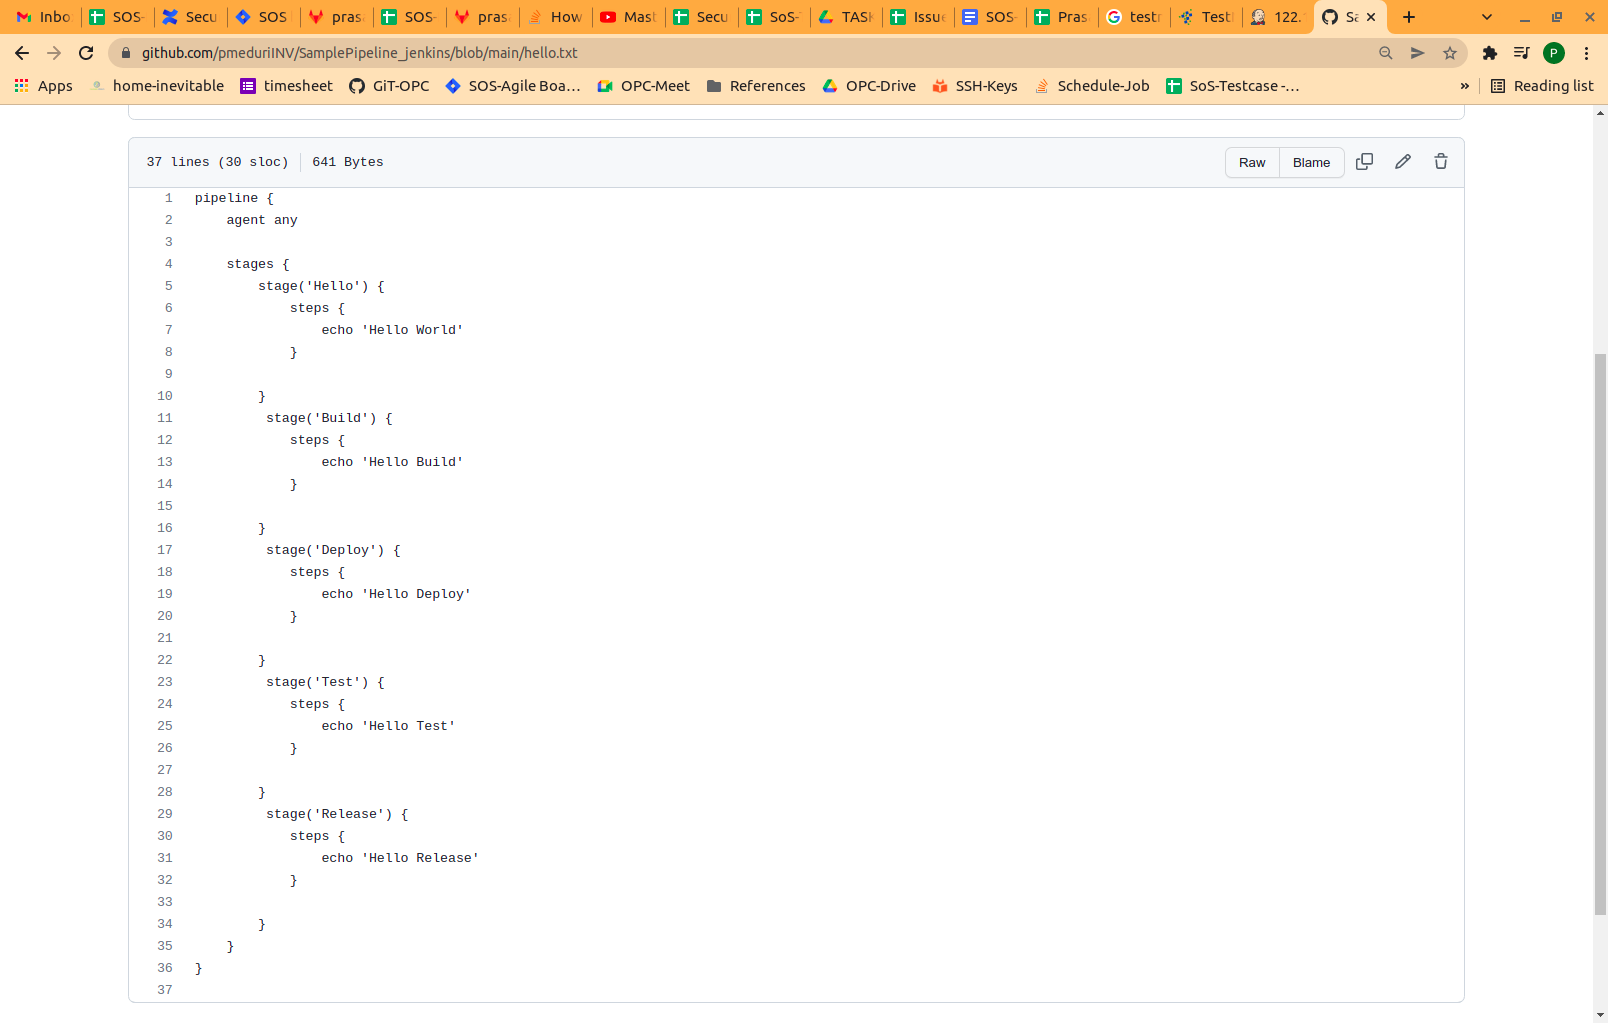 Inbo SOS- Secu SOS pras SOS- pras How Mast Secu SoS- TASK Issue SOS- Pras testr Test 122. Sa
github.com/pmeduriINV/SamplePipeline_jenkins/blob/main/hello.txt P
Apps home-inevitable timesheet GiT-OPC SOS-Agile Boa... OPC-Meet References OPC-Drive SSH-Keys Schedule-Job SoS-Testcase -... » Reading list
37 lines (30 sloc) 641 Bytes Raw Blame
1 pipeline {
2 agent any
3
4 stages {
5 stage('Hello') {
6 steps {
7 echo 'Hello World'
8 }
9
10 }
11 stage('Build') {
12 steps {
13 echo 'Hello Build'
14 }
15
16 }
17 stage('Deploy') {
18 steps {
19 echo 'Hello Deploy'
20 }
21
22 }
23 stage('Test') {
24 steps {
25 echo 'Hello Test'
26 }
27
28 }
29 stage('Release') {
30 steps {
31 echo 'Hello Release'
32 }
33
34 }
35 }
36 }
37